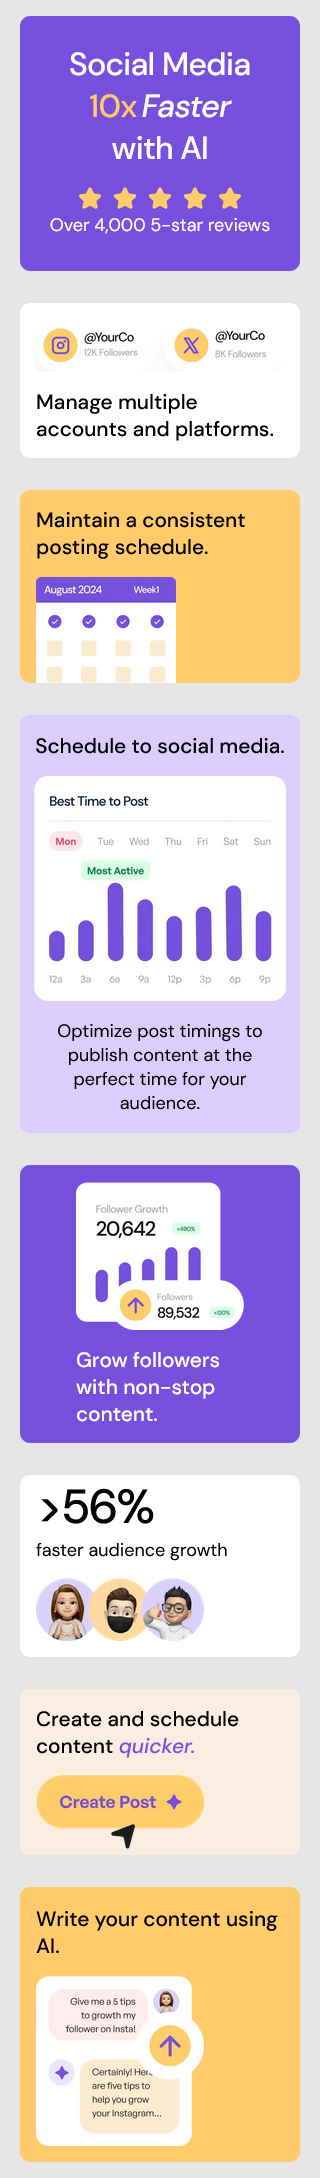 Social Media
10x Faster
with AI
Over 4,000 5-star reviews
@YourCo
12K Followers
@YourCo
8K Followers
Manage multiple
accounts and platforms.
Maintain a consistent
posting schedule.
August 2024 Week1
Schedule to social media.
Best Time to Post
Mon Tue Wed Thu Fri Sat Sun
Most Active
12a 3a 6a 9a 12p 3p 6p 9p
Optimize post timings to
publish content at the
perfect time for your
audience.
Follower Growth
20,642 +490%
Followers
89,532 +120%
Grow followers
with non-stop
content.
>56%
faster audience growth
Create and schedule
content quicker.
Create Post
Write your content using
AI.
Give me a 5 tips
to growth my
follower on Insta!
Certainly! Here
are five tips to
help you grow
your Instagram...